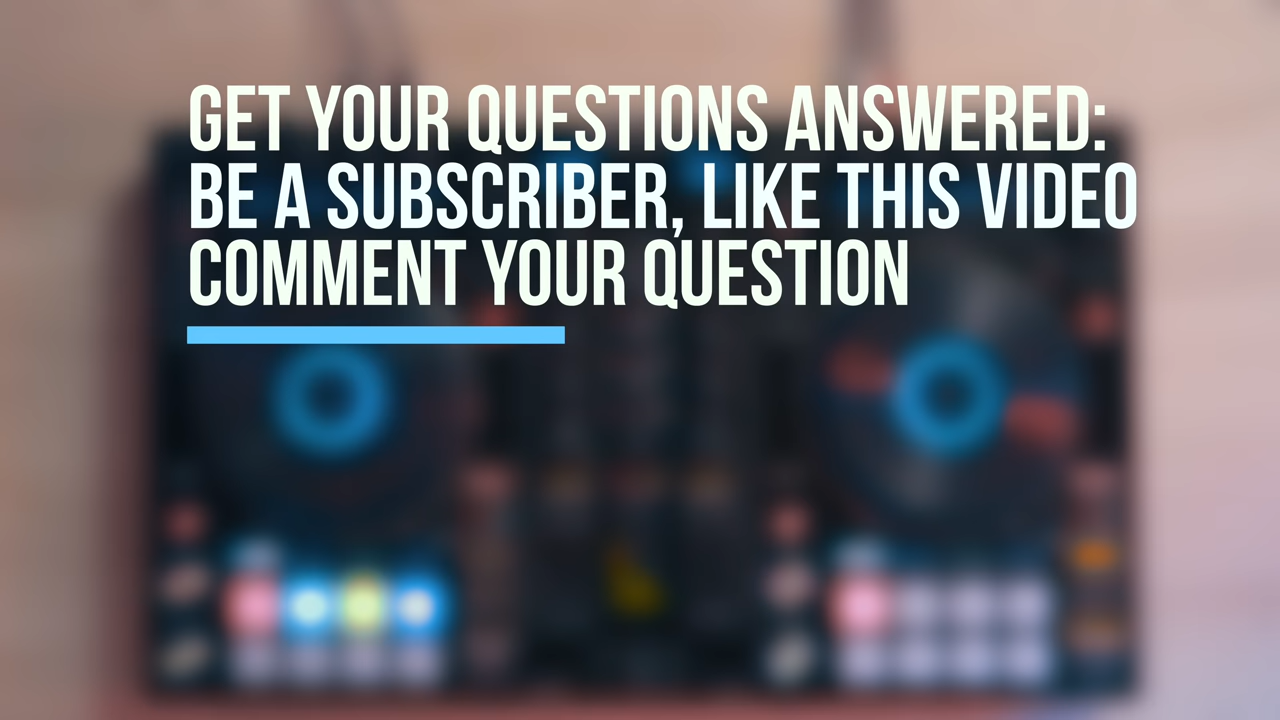 GET YOUR QUESTIONS ANSWERED:
BE A SUBSCRIBER, LIKE THIS VIDEO
COMMENT YOUR QUESTION